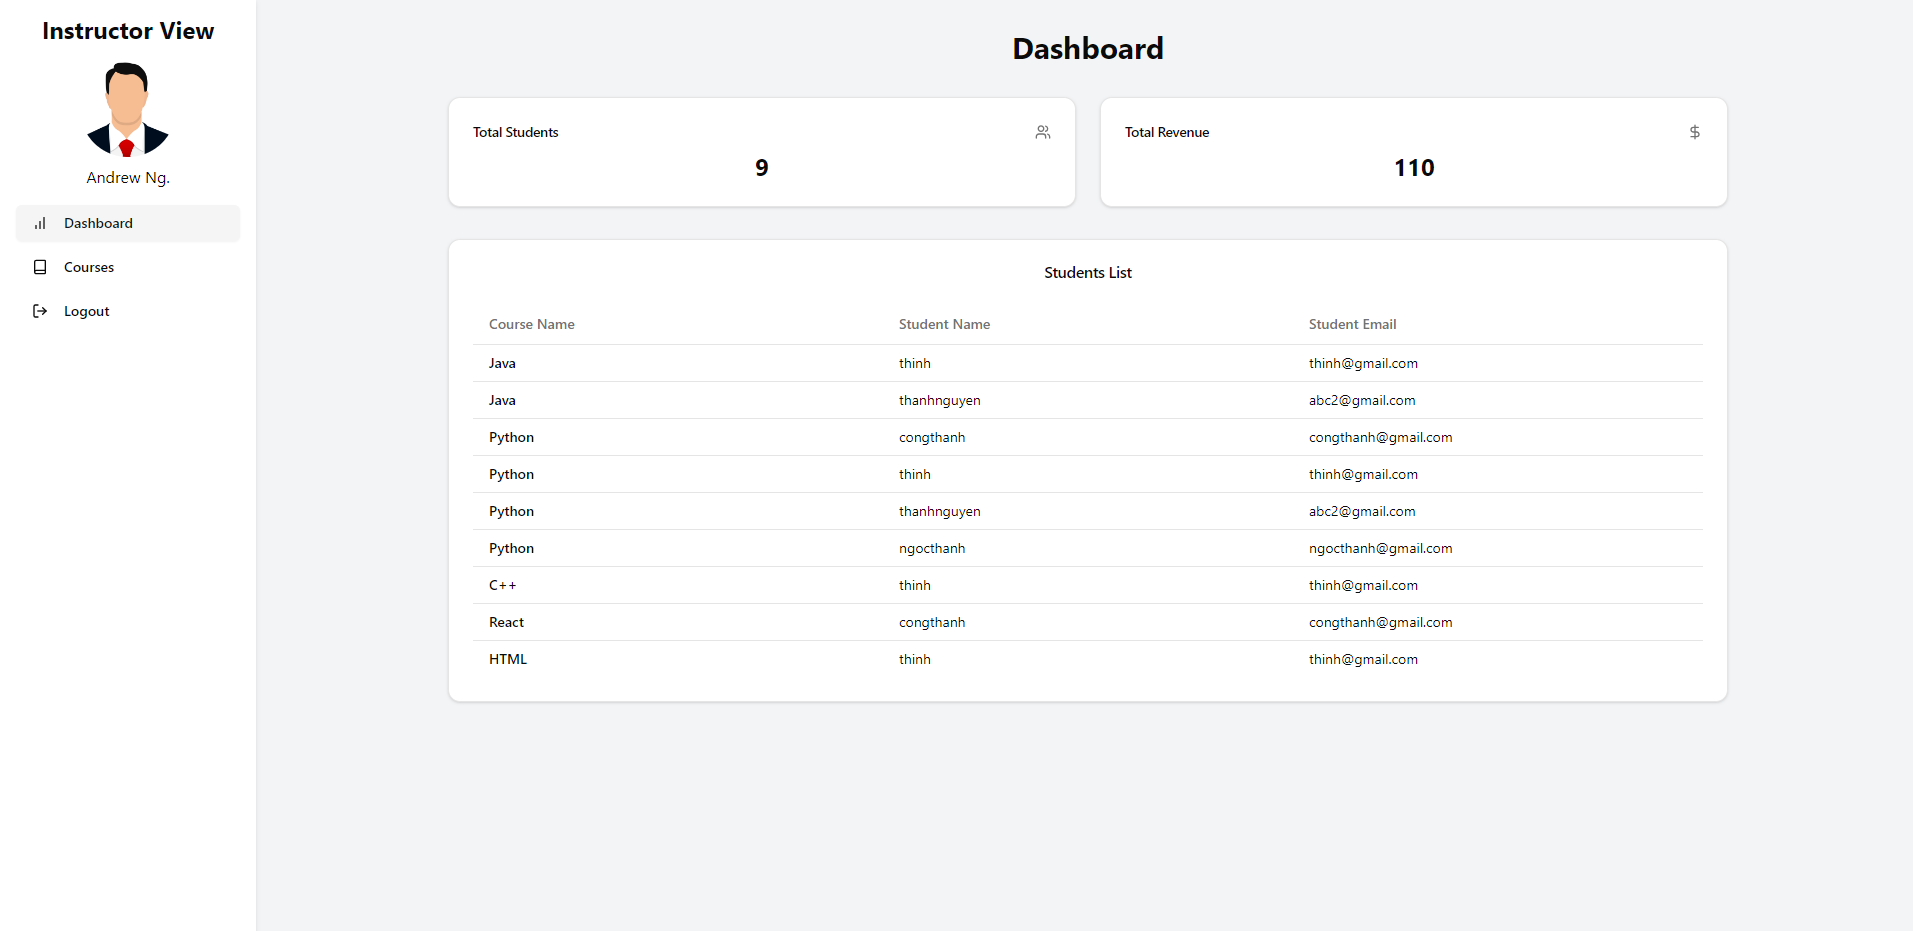 Instructor View
Andrew Ng.
Dashboard
Courses
Logout
Dashboard
Total Students
9
Total Revenue
110
Students List
Course Name Student Name Student Email
Java thinh thinh@gmail.com
Java thanhnguyen abc2@gmail.com
Python congthanh congthanh@gmail.com
Python thinh thinh@gmail.com
Python thanhnguyen abc2@gmail.com
Python ngocthanh ngocthanh@gmail.com
C++ thinh thinh@gmail.com
React congthanh congthanh@gmail.com
HTML thinh thinh@gmail.com